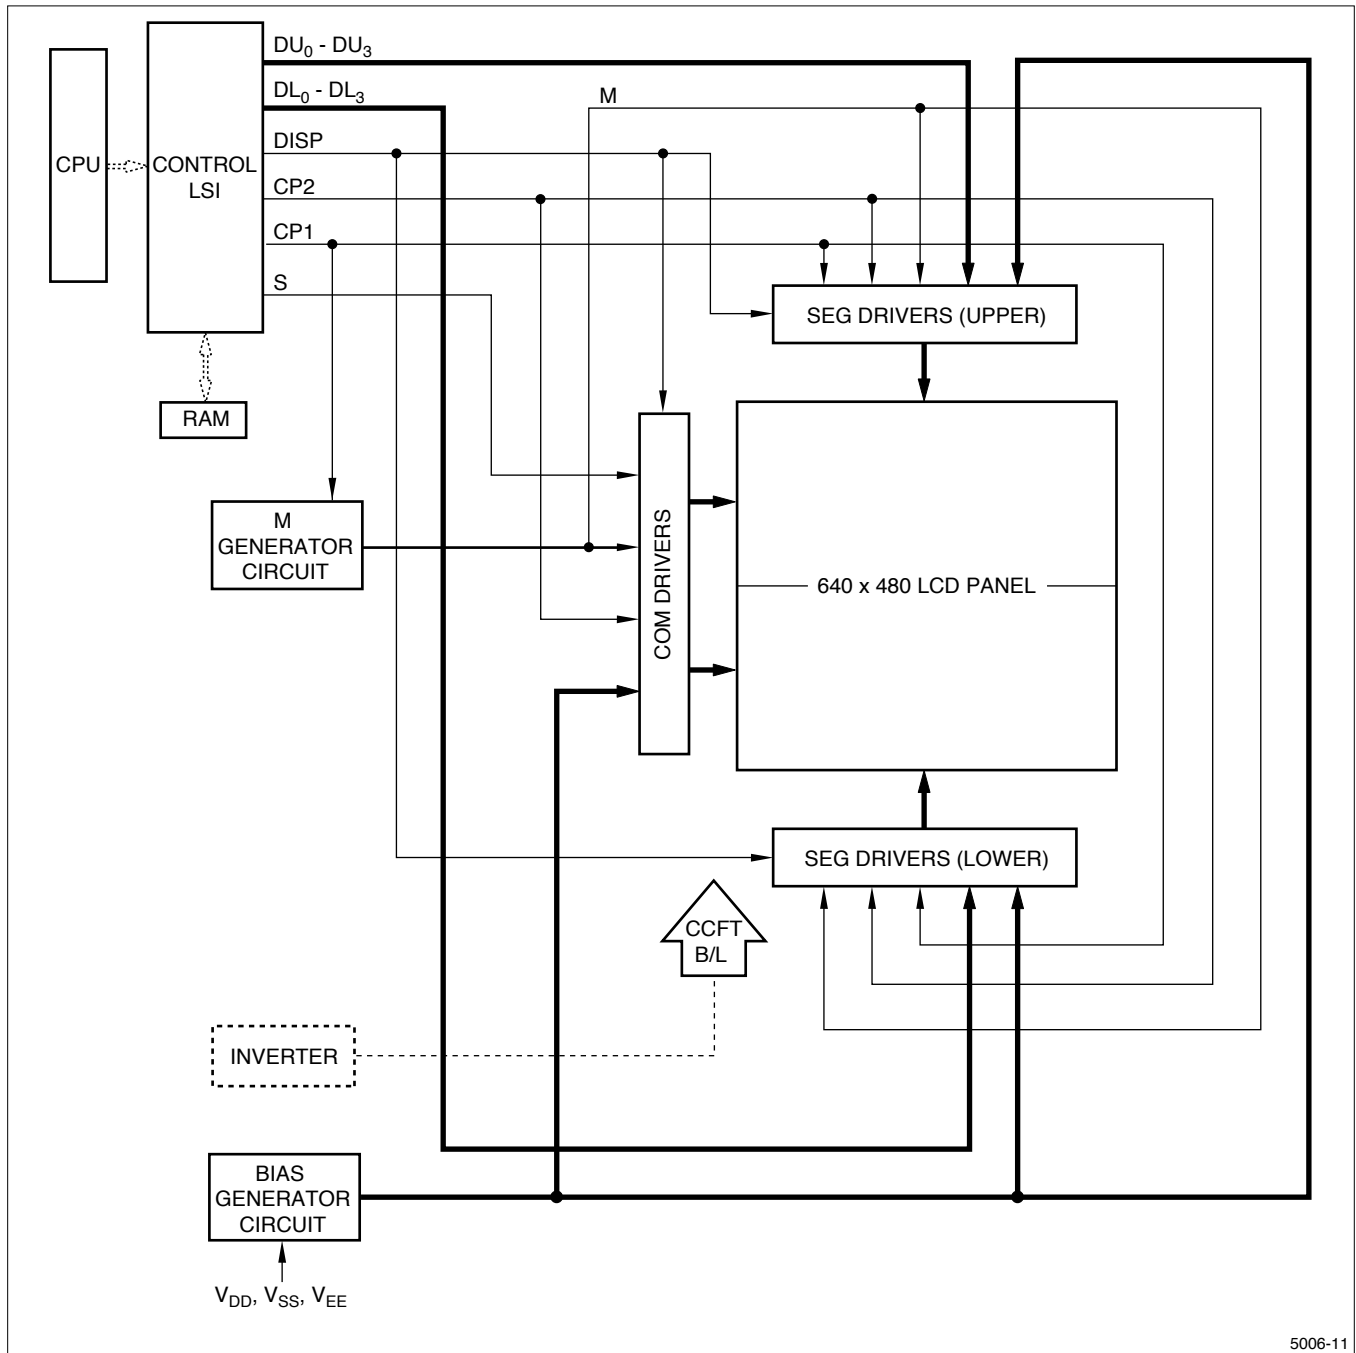 DU0 - DU3
DL0 - DL3
M
DISP
CPU
CONTROL
LSI
CP2
CP1
S
SEG DRIVERS (UPPER)
RAM
M
GENERATOR
CIRCUIT
COM DRIVERS
640 x 480 LCD PANEL
SEG DRIVERS (LOWER)
CCFT
B/L
INVERTER
BIAS
GENERATOR
CIRCUIT
VDD, VSS, VEE
5006-11